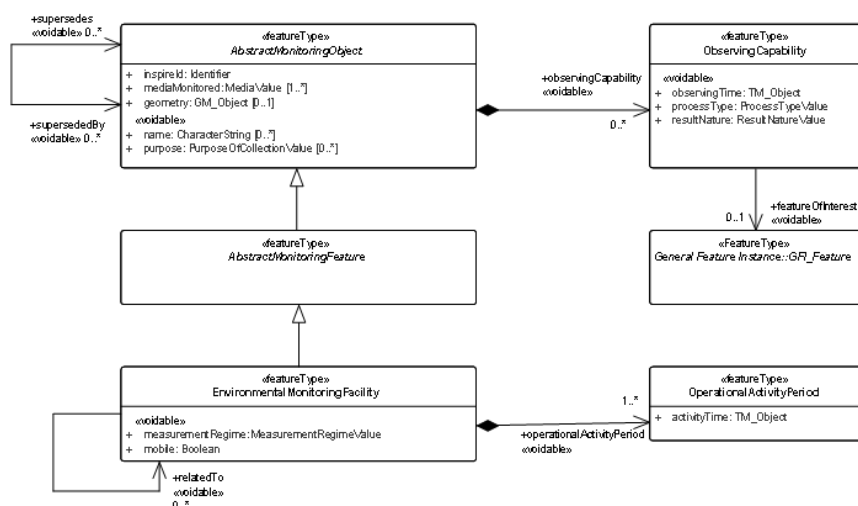 +supersedes
«voidable» 0..*
+supersededBy
«voidable» 0..*
«featureType»
AbstractMonitoringObject
+ inspireId: Identifier
+ mediaMonitored: MediaValue [1..*]
+ geometry: GM_Object [0..1]
«voidable»
+ name: CharacterString [0..*]
+ purpose: PurposeOfCollectionValue [0..*]
+observingCapability
«voidable»
0..*
«featureType»
ObservingCapability
«voidable»
+ observingTime: TM_Object
+ processType: ProcessTypeValue
+ resultNature: ResultNatureValue
+featureOfInterest
0..1
«voidable»
«featureType»
AbstractMonitoringFeature
«FeatureType»
General Feature Instance::GFI_Feature
«featureType»
EnvironmentalMonitoringFacility
«voidable»
+ measurementRegime: MeasurementRegimeValue
+ mobile: Boolean
+relatedTo
«voidable»
0..*
1..*
+operationalActivityPeriod
«voidable»
«featureType»
OperationalActivityPeriod
+ activityTime: TM_Object